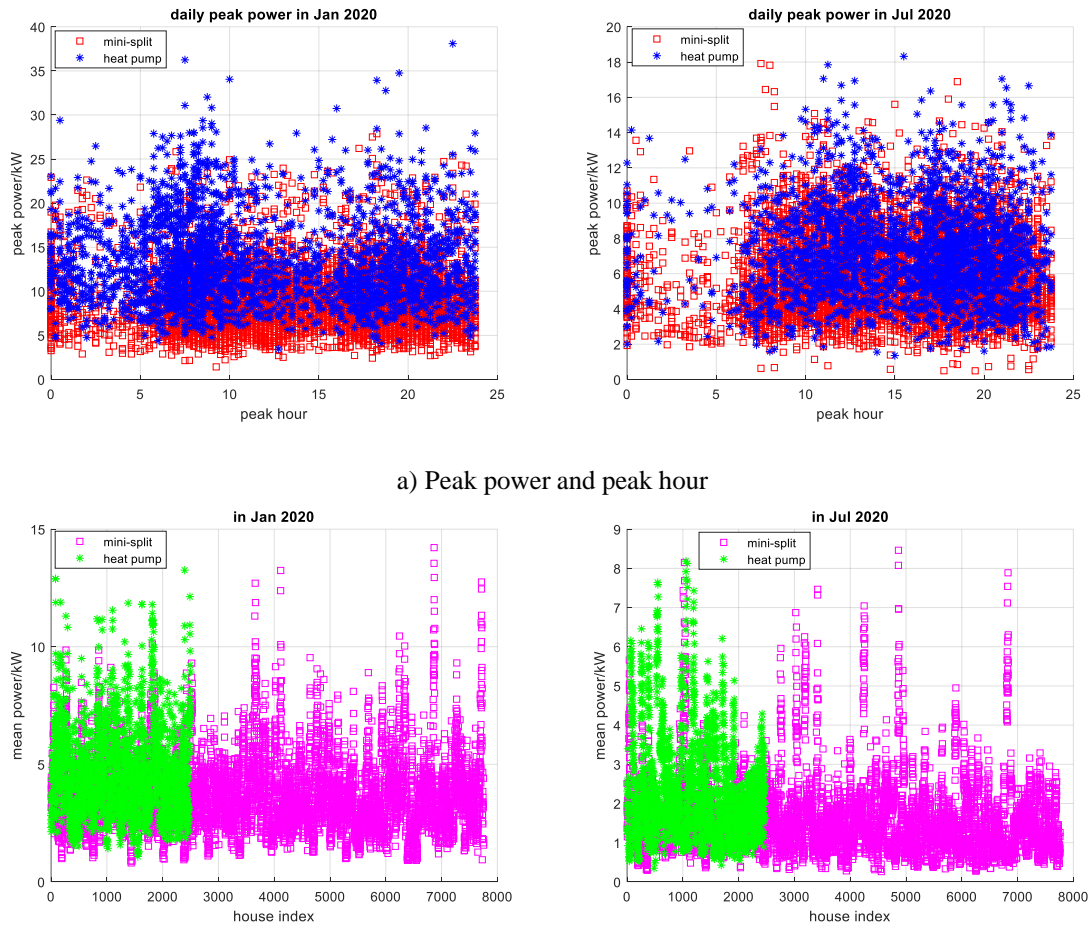 daily peak power in Jan 2020
mini-split
heat pump
40
35
30
25
20
15
10
5
0
peak power/kW
0 5 10 15 20 25
peak hour
daily peak power in Jul 2020
mini-split
heat pump
20
18
16
14
12
10
8
6
4
2
0
peak power/kW
0 5 10 15 20 25
peak hour
a) Peak power and peak hour
in Jan 2020
mini-split
heat pump
15
10
5
0
mean power/kW
0 1000 2000 3000 4000 5000 6000 7000 8000
house index
in Jul 2020
mini-split
heat pump
9
8
7
6
5
4
3
2
1
0
mean power/kW
0 1000 2000 3000 4000 5000 6000 7000 8000
house index